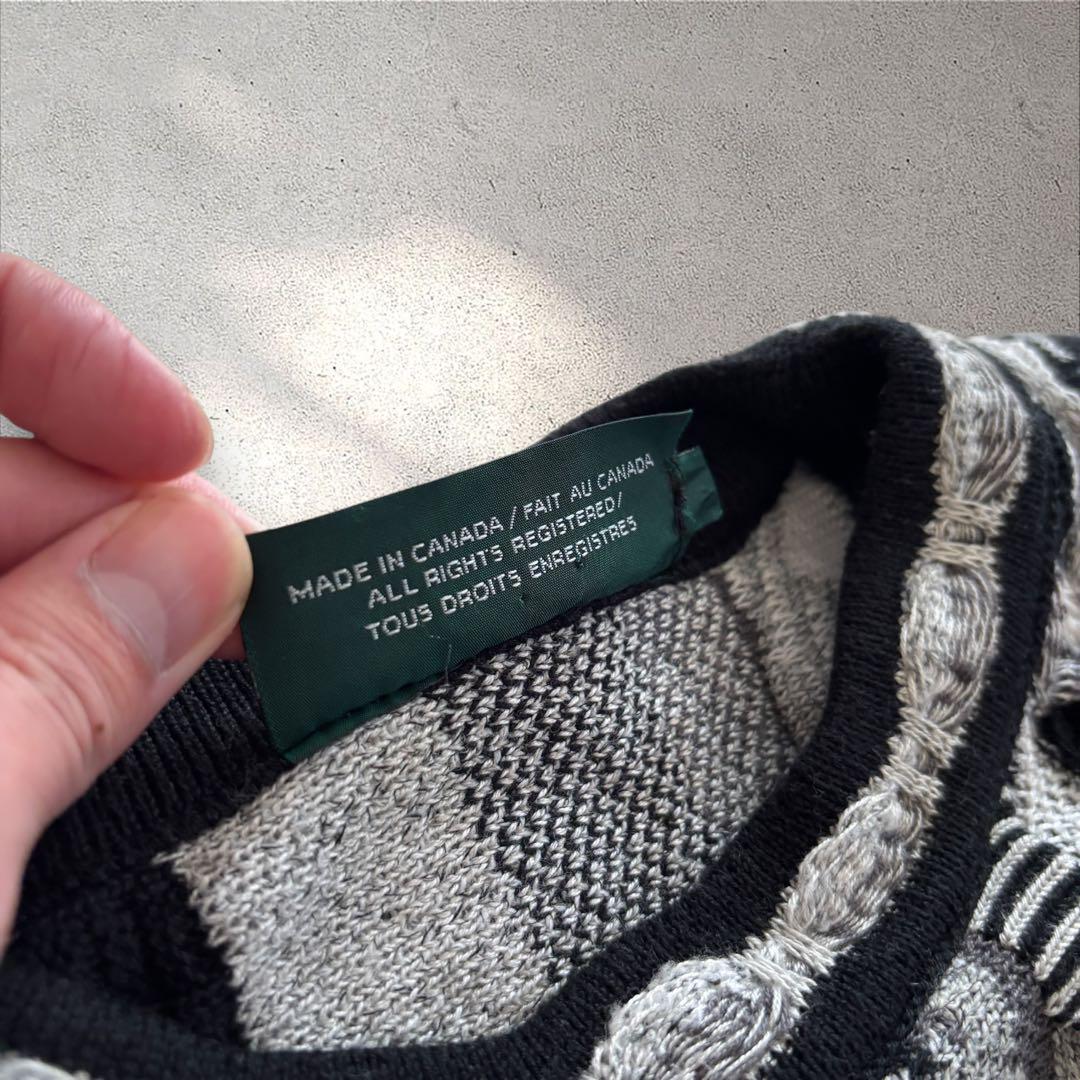 MADE IN CANADA / FAIT AU CANADA
ALL RIGHTS REGISTERED/
TOUS DROITS ENREGISTRES